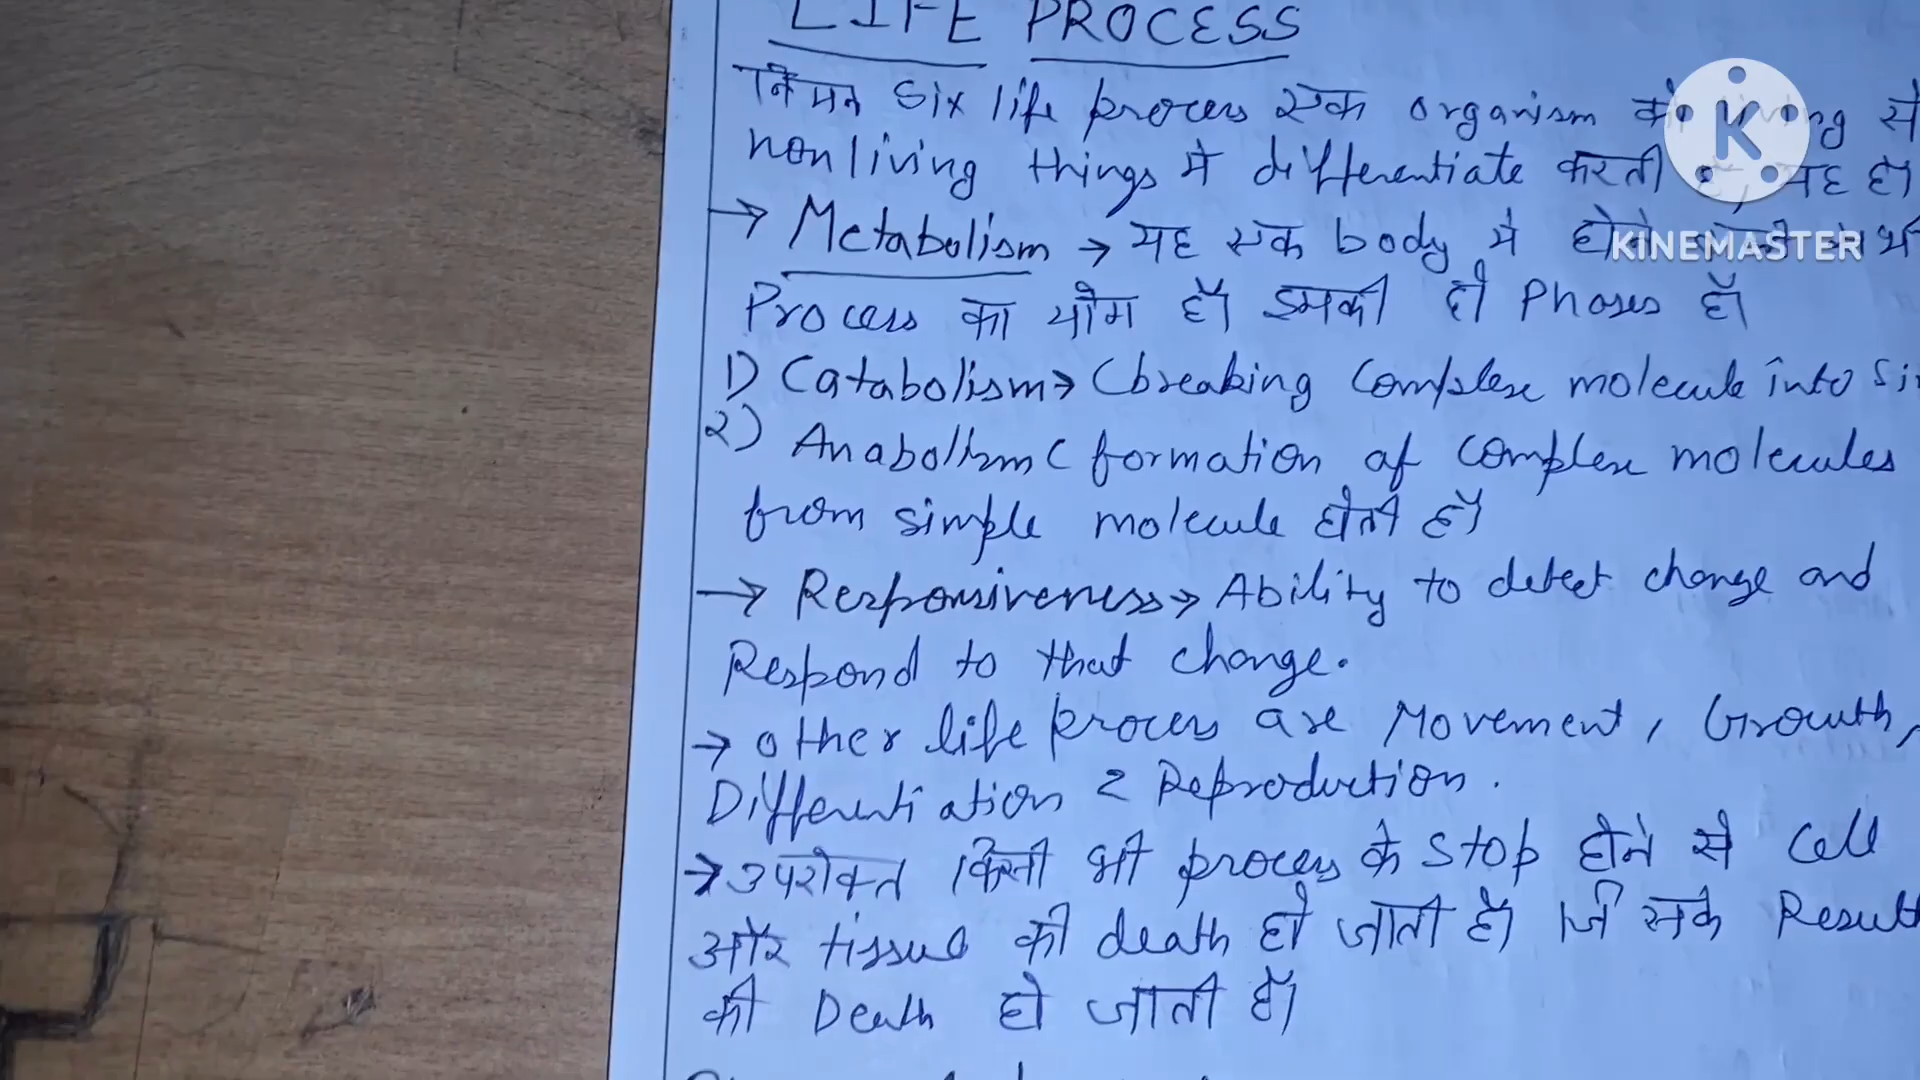 LIFE PROCESS
निमन six life process एक organism को living से
nonliving things में differentiate करती है, यह है
→ Metabolism → यह एक body में होने
Process का योग है। इसकी दो Phases है।
1) Catabolism → (breaking Complex molecule into Si
2) Anabolism ( formation of complex molecules
from simple molecule होती है।
→ Responsiveness → Ability to detect change and
Respond to that change.
→ other life process are Movement, Growth,
Differentiation & Reproduction.
→ उपरोक्त किसी भी process के stop होने से Cell
और tissue की death हो जाती है। जिसके Result
की Death हो जाती है।
K
KINEMASTER